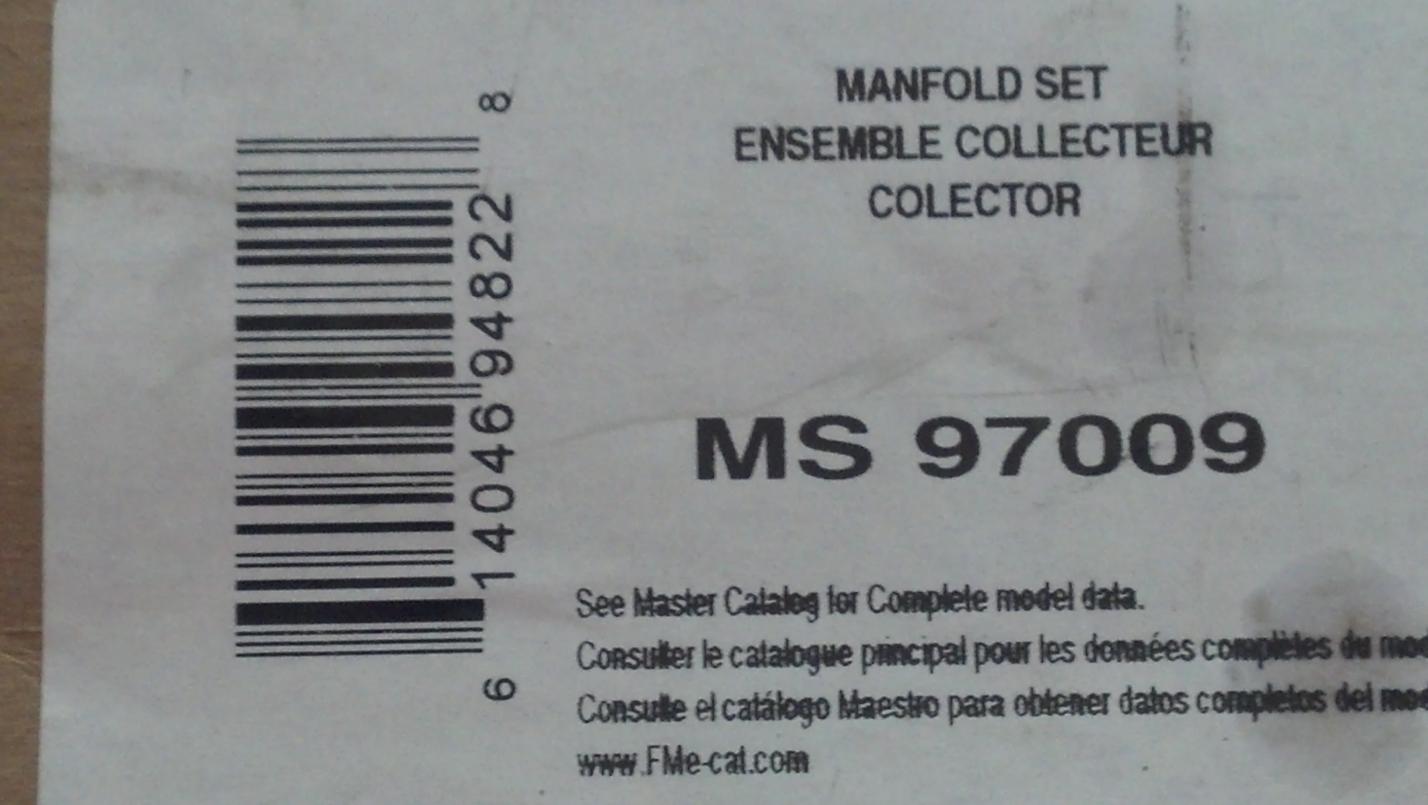 MANFOLD SET
ENSEMBLE COLLECTEUR
COLECTOR
MS 97009
See Master Catalog for Complete model data.
Consulter le catalogue principal pour les données complètes du
Consulte el catálogo Maestro para obtener datos completos del
www.FMe-cat.com
6 14046 94822 8